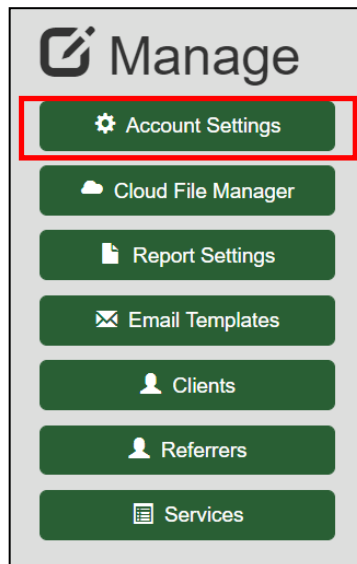 Manage
Account Settings
Cloud File Manager
Report Settings
Email Templates
Clients
Referrers
Services